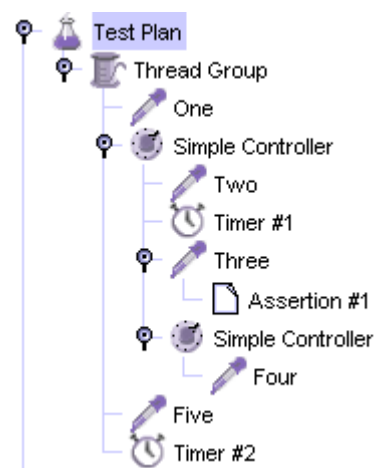 Test Plan
Thread Group
One
Simple Controller
Two
Timer #1
Three
Assertion #1
Simple Controller
Four
Five
Timer #2